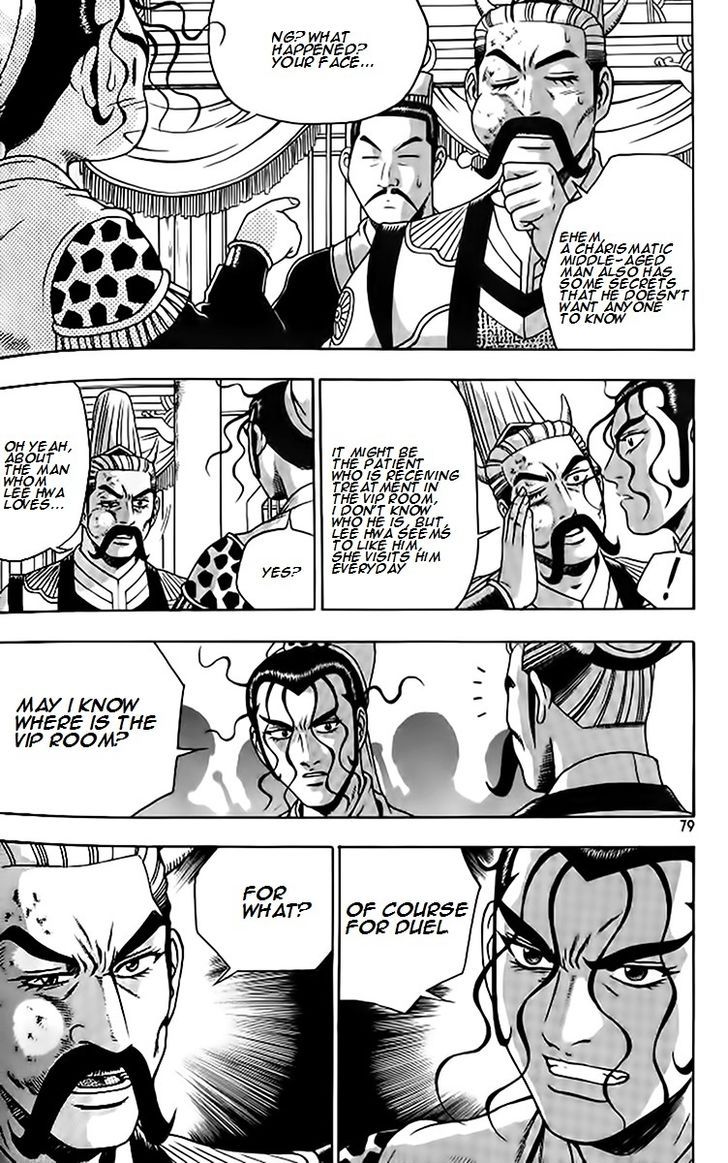 NG? WHAT
HAPPENED?
YOUR FACE...
EHEM,
A CHARISMATIC
MIDDLE-AGED
MAN ALSO HAS
SOME SECRETS
THAT HE DOESN'T
WANT ANYONE
TO KNOW
OH YEAH,
ABOUT
THE MAN
WHOM
LEE HWA
LOVES...
YES?
IT MIGHT BE
THE PATIENT
WHO IS RECEIVING
TREATMENT IN
THE VIP ROOM,
I DON'T KNOW
WHO HE IS, BUT,
LEE HWA SEEMS
TO LIKE HIM,
SHE VISITS HIM
EVERYDAY
!
MAY I KNOW
WHERE IS THE
VIP ROOM?
79
FOR
WHAT?
OF COURSE
FOR DUEL.